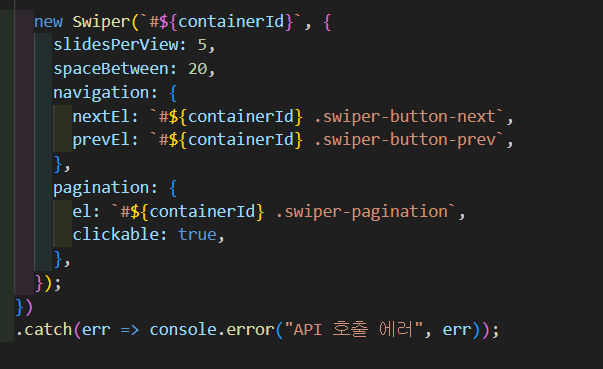 new Swiper(`#${containerId}`, {
slidesPerView: 5,
spaceBetween: 20,
navigation: {
nextEl: `#${containerId} .swiper-button-next`,
prevEl: `#${containerId} .swiper-button-prev`,
},
pagination: {
el: `#${containerId} .swiper-pagination`,
clickable: true,
},
});
})
.catch(err => console.error("API 호출 에러", err));